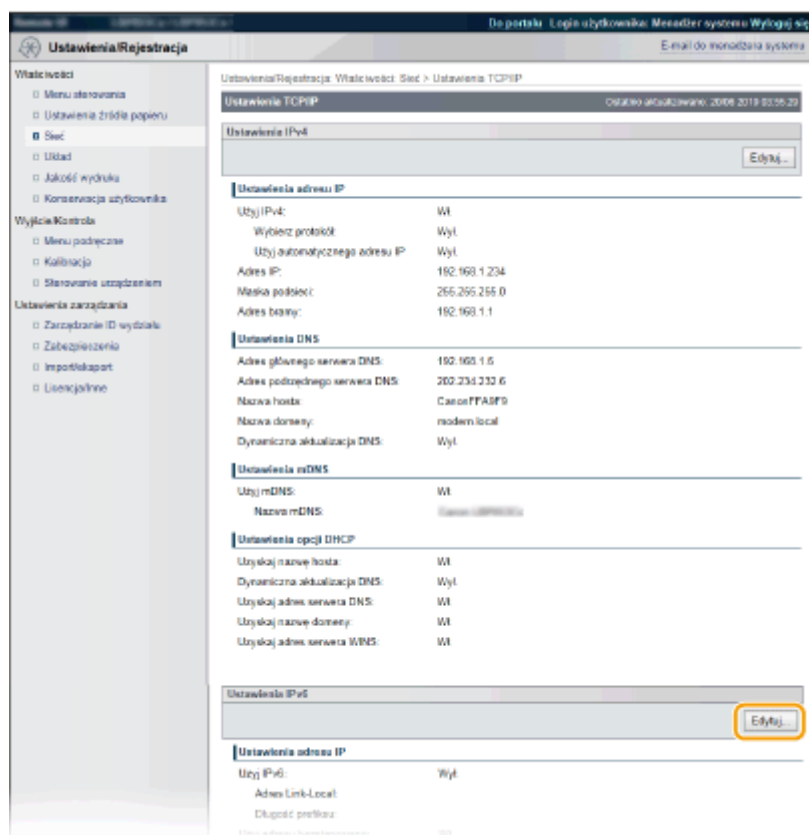 Do portalu Login użytkownika: Menedżer systemu Wyloguj się
Ustawienia/Rejestracja
E-mail do menedżera systemu
Właściwości
Menu sterowania
Ustawienia źródła papieru
Sieć
Układ
Jakość wydruku
Konserwacja użytkownika
Wyjście/Kontrola
Menu podręczne
Kalibracja
Sterowanie urządzeniem
Ustawienia zarządzania
Zarządzanie ID wydziału
Zabezpieczenia
Import/eksport
Licencja/Inne
Ustawienia/Rejestracja: Właściwości: Sieć > Ustawienia TCP/IP
Ustawienia TCP/IP
Ostatnio aktualizowano: 20/06 2019 03:55:29
Ustawienia IPv4
Edytuj...
Ustawienia adresu IP
Użyj IPv4: Wł.
Wybierz protokół: Wył.
Użyj automatycznego adresu IP Wył.
Adres IP: 192.168.1.234
Maska podsieci: 255.255.255.0
Adres bramy: 192.168.1.1
Ustawienia DNS
Adres głównego serwera DNS: 192.168.1.6
Adres podrzędnego serwera DNS: 202.234.232.6
Nazwa hosta: CanonFFA9F9
Nazwa domeny: modern.local
Dynamiczna aktualizacja DNS: Wył.
Ustawienia mDNS
Użyj mDNS: Wł.
Nazwa mDNS:
Ustawienia opcji DHCP
Uzyskaj nazwę hosta: Wł.
Dynamiczna aktualizacja DNS: Wył.
Uzyskaj adres serwera DNS: Wł.
Uzyskaj nazwę domeny: Wł.
Uzyskaj adres serwera WINS: Wł.
Ustawienia IPv6
Edytuj...
Ustawienia adresu IP
Użyj IPv6: Wył.
Adres Link-Local:
Długość prefiksu: